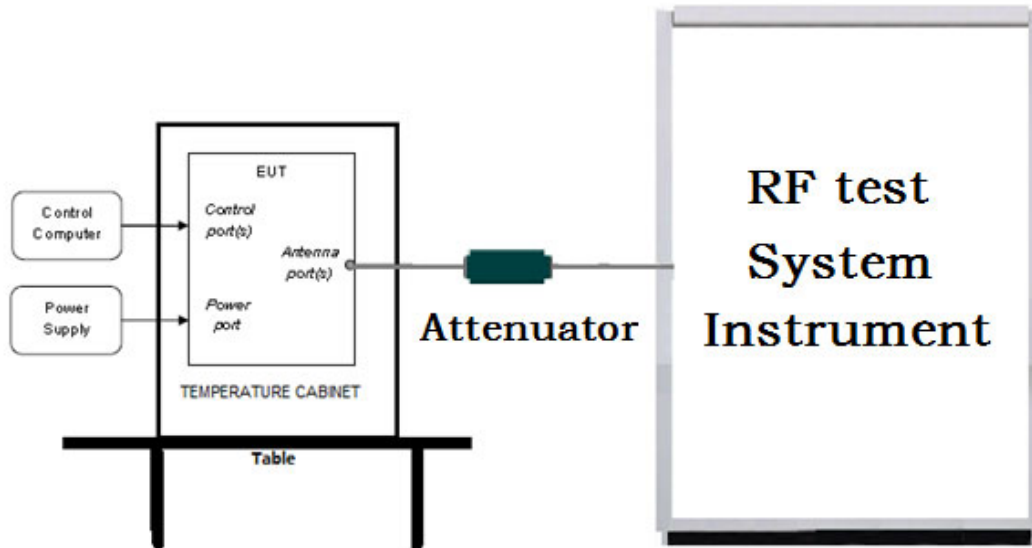 EUT
Control
Computer
Control
port(s)
Antenna
port(s)
Power
Supply
Power
port
TEMPERATURE CABINET
Table
Attenuator
RF test
System
Instrument